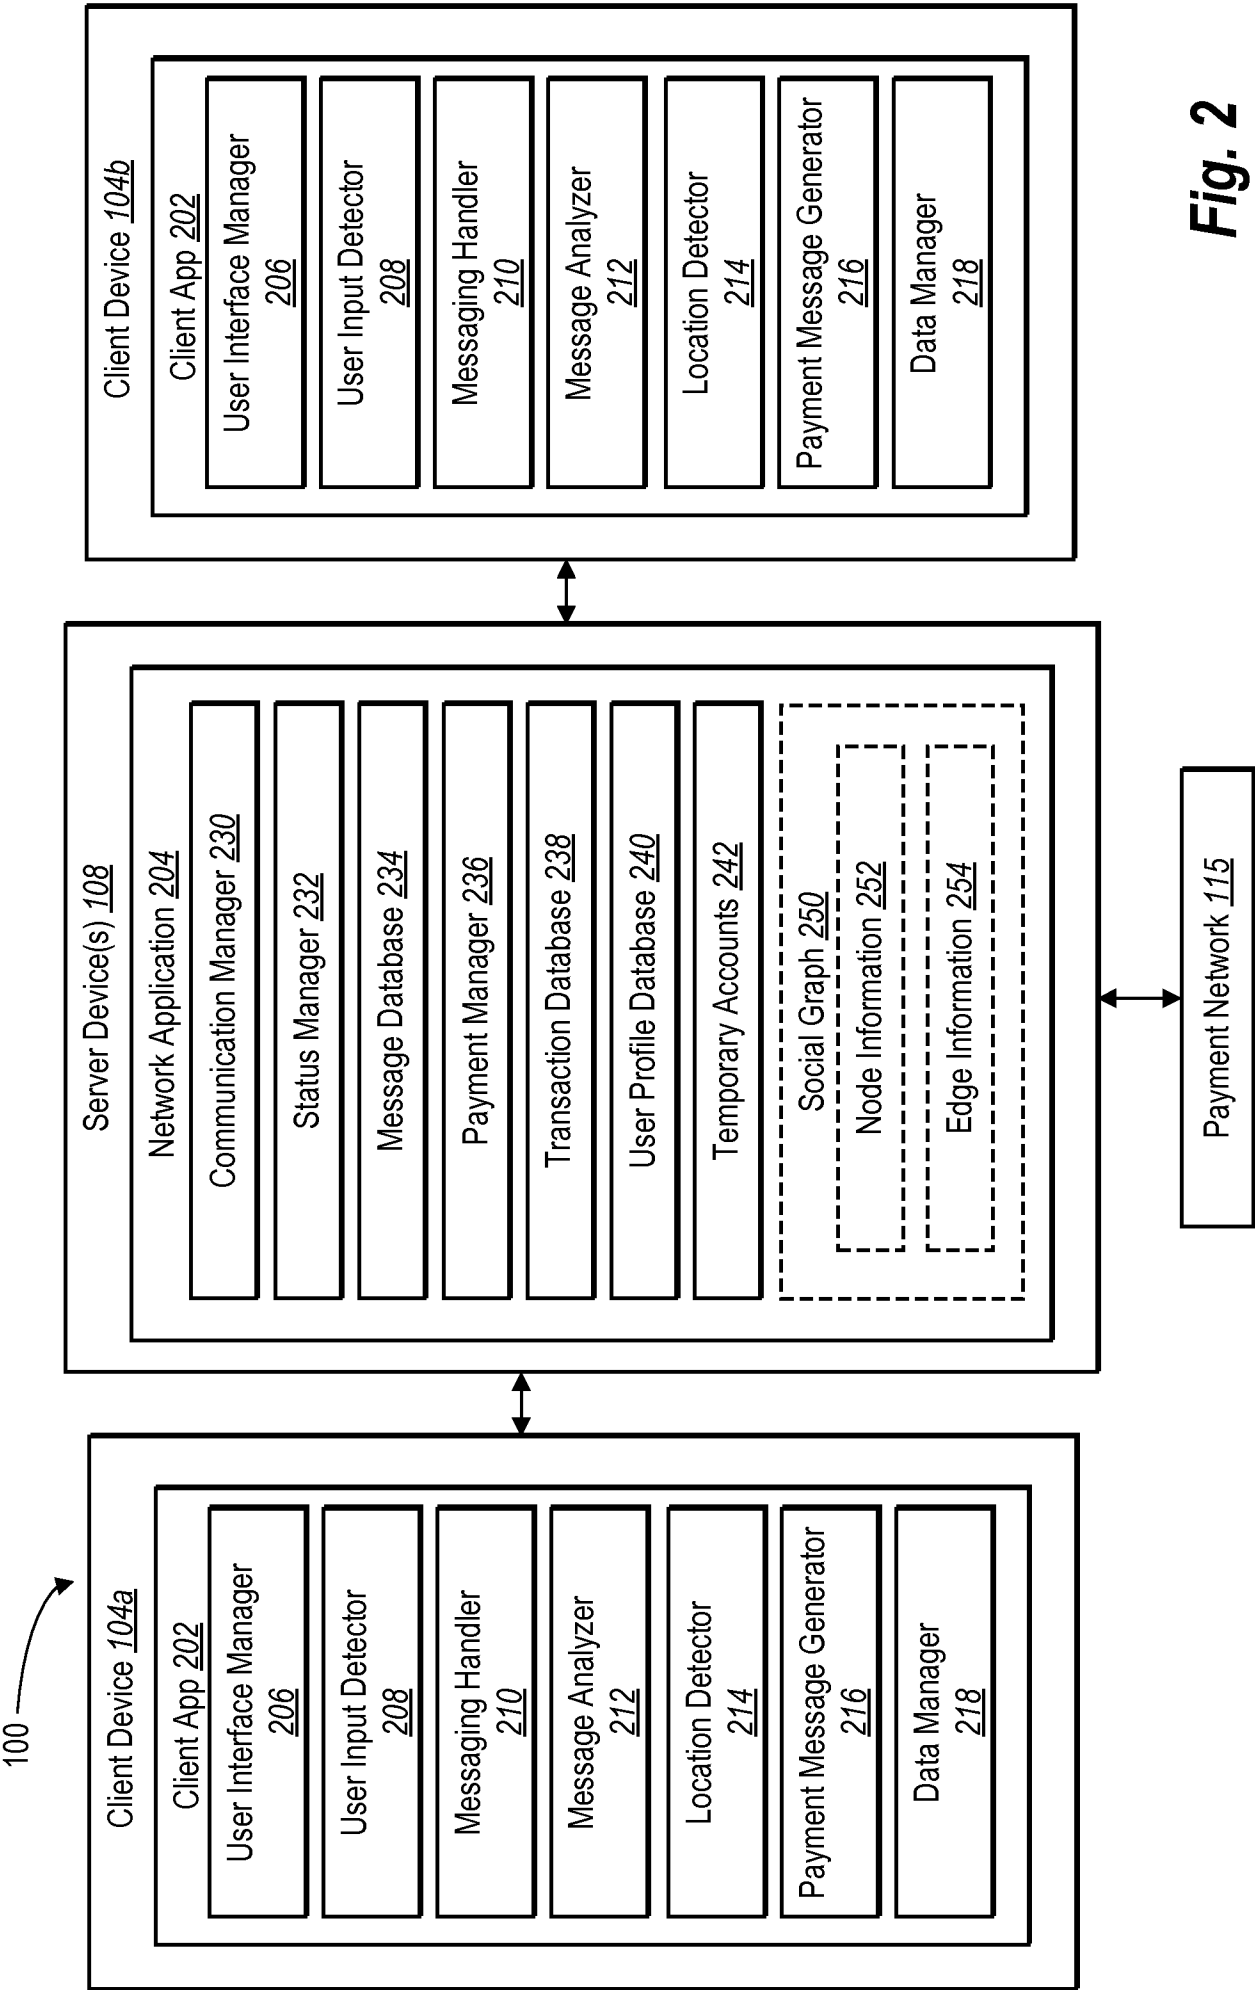 100
Client Device 104a
Client App 202
User Interface Manager
206
User Input Detector
208
Messaging Handler
210
Message Analyzer
212
Location Detector
214
Payment Message Generator
216
Data Manager
218
Server Device(s) 108
Network Application 204
Communication Manager 230
Status Manager 232
Message Database 234
Payment Manager 236
Transaction Database 238
User Profile Database 240
Temporary Accounts 242
Social Graph 250
Node Information 252
Edge Information 254
Payment Network 115
Client Device 104b
Client App 202
User Interface Manager
206
User Input Detector
208
Messaging Handler
210
Message Analyzer
212
Location Detector
214
Payment Message Generator
216
Data Manager
218
Fig. 2